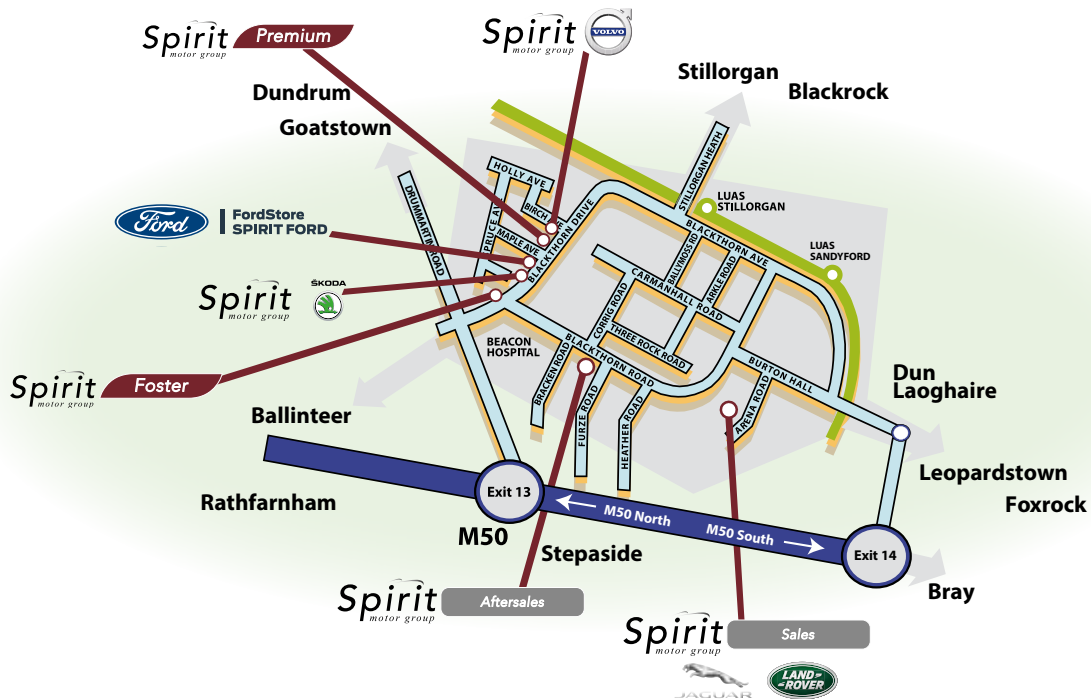 Spirit
motor group
Premium
Spirit
motor group
VOLVO
Stillorgan
Blackrock
Dundrum
Goatstown
STILLORGAN HEATH
HOLLY AVE
BIRCH AVE
LUAS
STILLORGAN
DRUMMARTIN ROAD
MAPLE AVE
BLACKTHORN DRIVE
BLACKTHORN AVE
Ford
FordStore
SPIRIT FORD
BALLYMOSS RD
ARKLE ROAD
LUAS
SANDYFORD
CARMANHALL ROAD
Spirit
motor group
ŠKODA
CORRIG ROAD
THREE ROCK ROAD
BEACON
HOSPITAL
BLACKTHORN ROAD
BRACKEN ROAD
BURTON HALL
Spirit
motor group
Foster
Dun
Laoghaire
Ballinteer
FURZE ROAD
HEATHER ROAD
ARENA ROAD
Leopardstown
Foxrock
Rathfarnham
Exit 13
M50 North
M50 South
M50
Stepaside
Exit 14
Bray
Spirit
motor group
Aftersales
Spirit
motor group
Sales
JAGUAR
LAND-
-ROVER